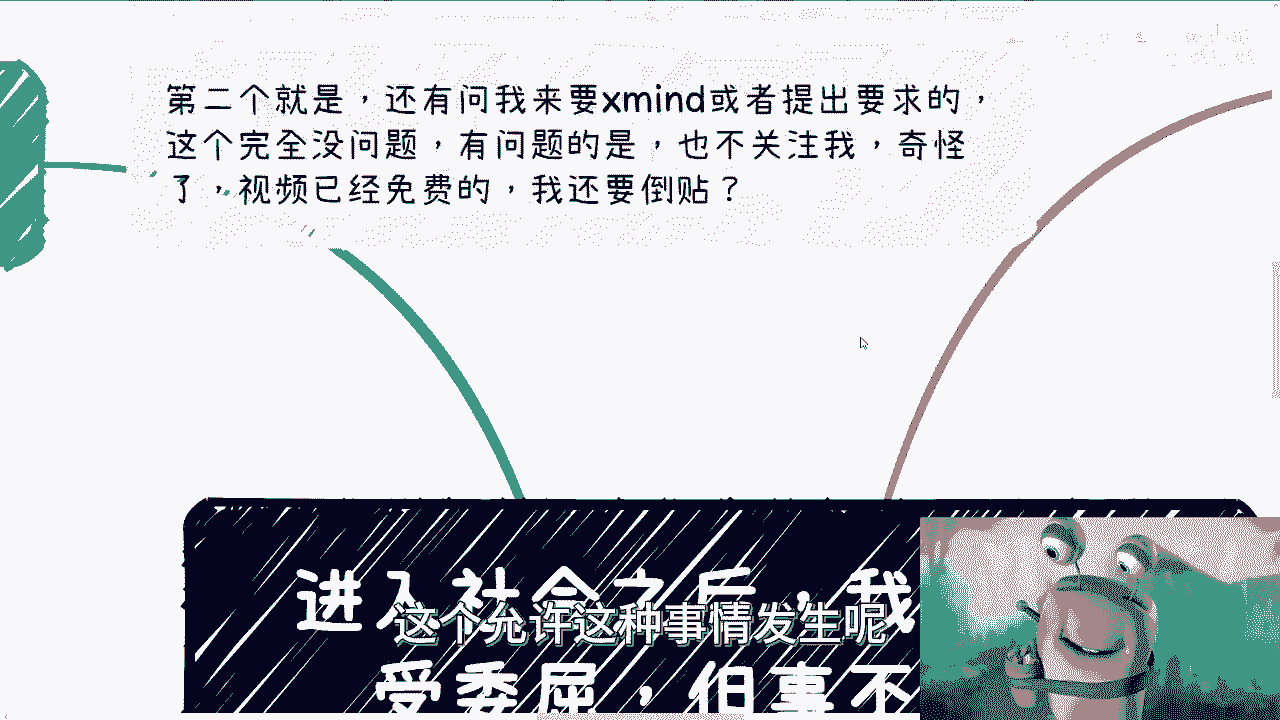 第二个就是，还有问我来要xmind或者提出要求的，
这个完全没问题，有问题的是，也不关注我，奇怪
了，视频已经免费的，我还要倒贴？
进入社会之后，我
这个允许这种事情发生呢
受委屈，但事不